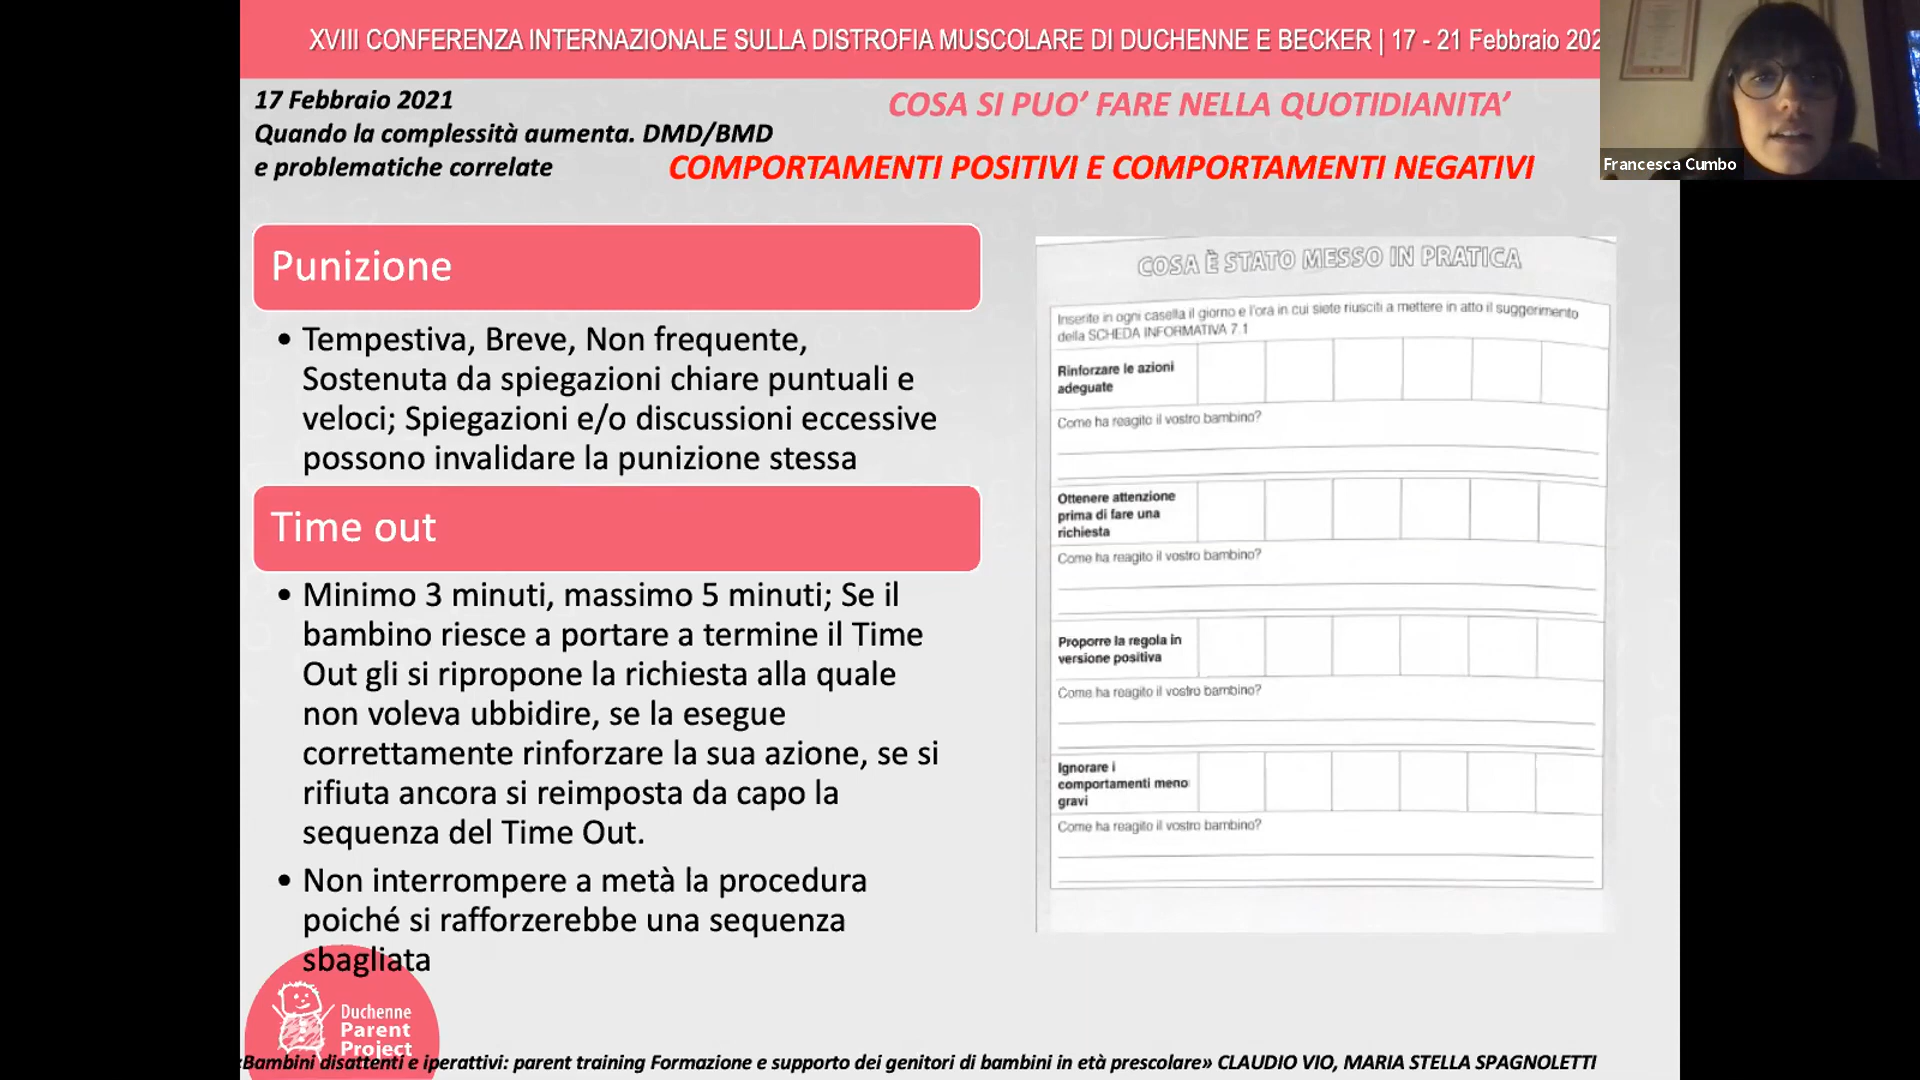 XVIII CONFERENZA INTERNAZIONALE SULLA DISTROFIA MUSCOLARE DI DUCHENNE E BECKER | 17 - 21 Febbraio 202
17 Febbraio 2021
Quando la complessità aumenta. DMD/BMD
e problematiche correlate
COSA SI PUO’ FARE NELLA QUOTIDIANITA’
COMPORTAMENTI POSITIVI E COMPORTAMENTI NEGATIVI
Francesca Cumbo
Punizione
• Tempestiva, Breve, Non frequente,
Sostenuta da spiegazioni chiare puntuali e
veloci; Spiegazioni e/o discussioni eccessive
possono invalidare la punizione stessa
Time out
• Minimo 3 minuti, massimo 5 minuti; Se il
bambino riesce a portare a termine il Time
Out gli si ripropone la richiesta alla quale
non voleva ubbidire, se la esegue
correttamente rinforzare la sua azione, se si
rifiuta ancora si reimposta da capo la
sequenza del Time Out.
• Non interrompere a metà la procedura
poiché si rafforzerebbe una sequenza
sbagliata
COSA È STATO MESSO IN PRATICA
Inserite in ogni casella il giorno e l'ora in cui siete riusciti a mettere in atto il suggerimento
della SCHEDA INFORMATIVA 7.1
Rinforzare le azioni
adeguate
Come ha reagito il vostro bambino?
Ottenere attenzione
prima di fare una
richiesta
Come ha reagito il vostro bambino?
Proporre la regola in
versione positiva
Come ha reagito il vostro bambino?
Ignorare i
comportamenti meno
gravi
Come ha reagito il vostro bambino?
Duchenne
Parent
Project
«Bambini disattenti e iperattivi: parent training Formazione e supporto dei genitori di bambini in età prescolare» CLAUDIO VIO, MARIA STELLA SPAGNOLETTI